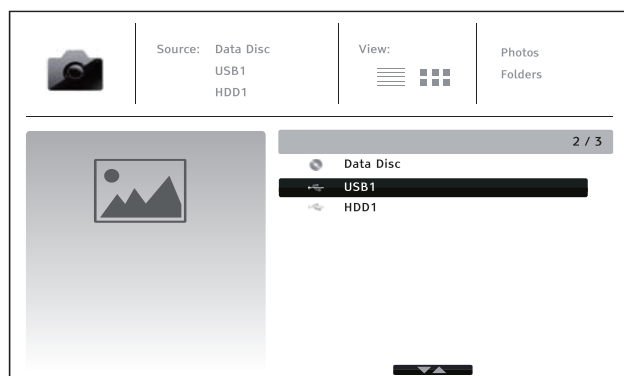 Source: Data Disc
USB1
HDD1
View:
Photos
Folders
2 / 3
Data Disc
USB1
HDD1